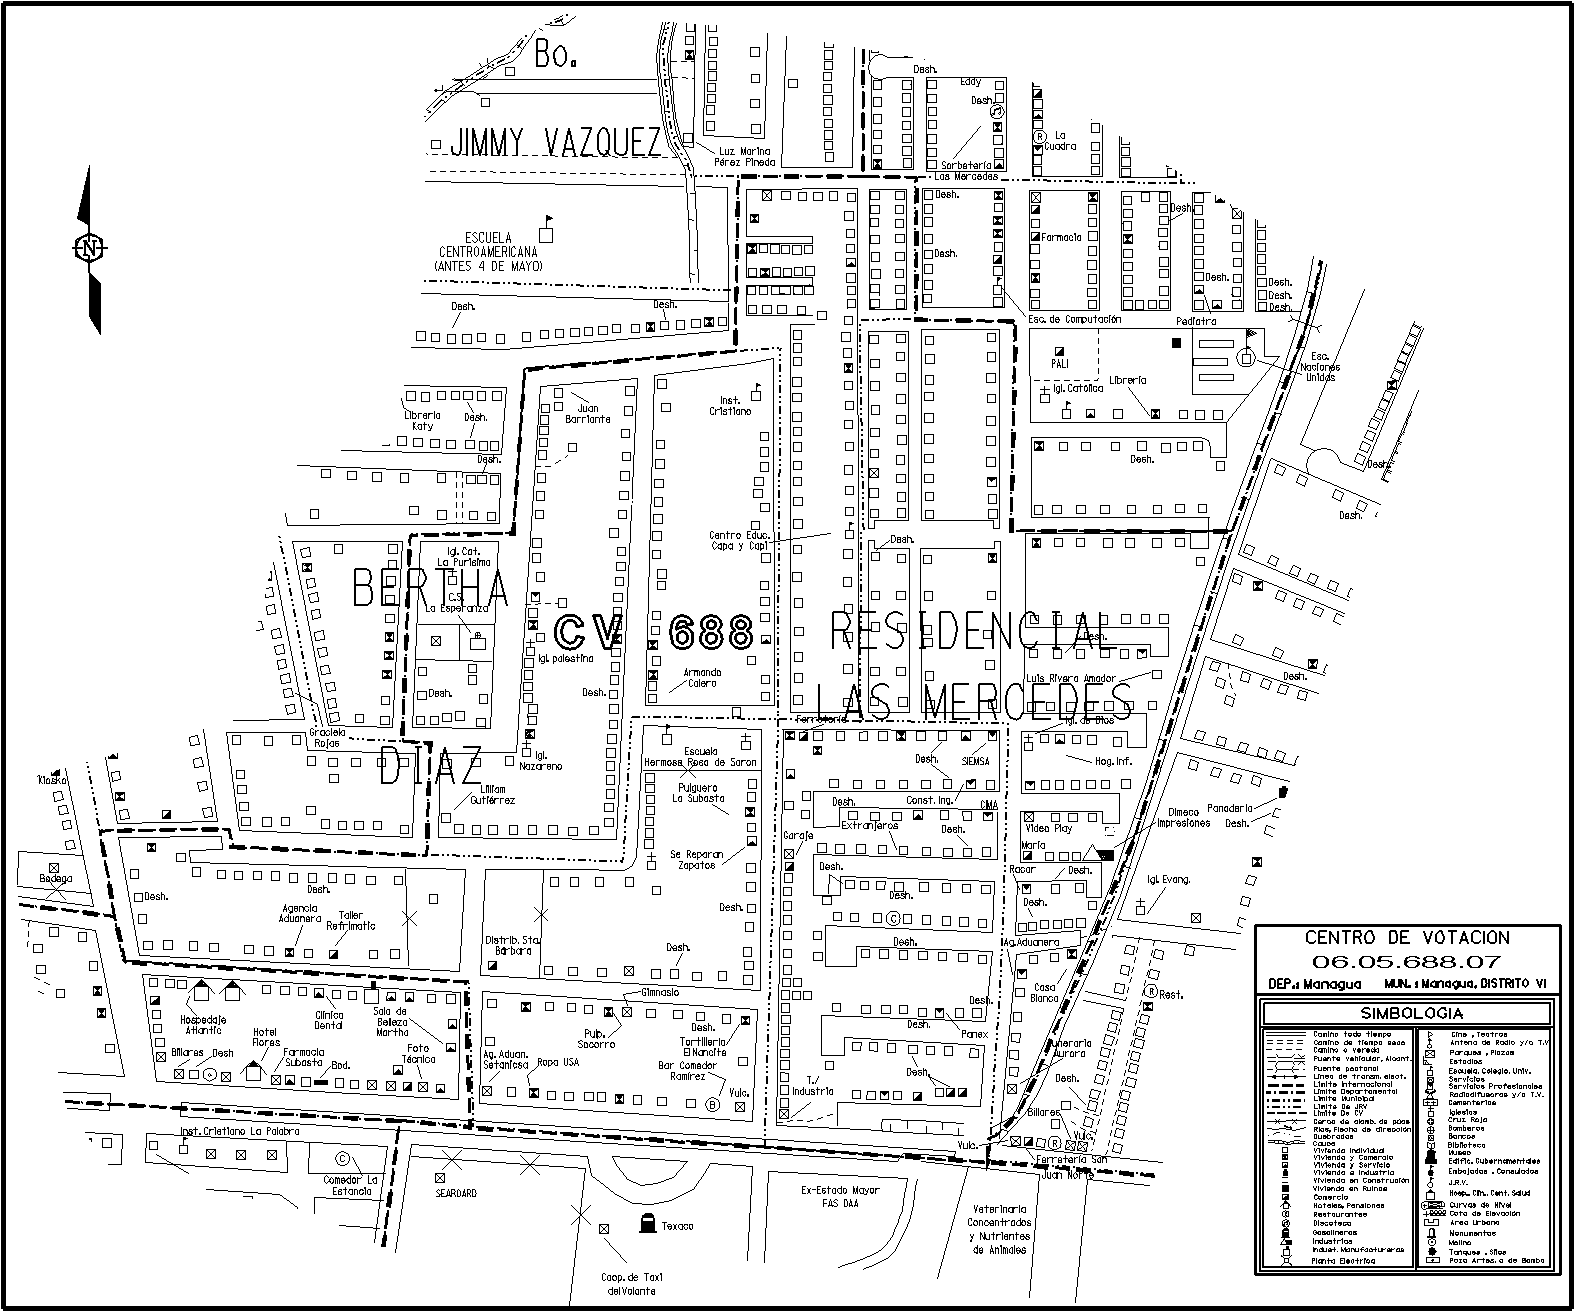 Bo.
JIMMY VAZQUEZ
Desh.
Eddy
Desh.
La
Cuadra
Luz Marina
Pérez Pineda
Sorbetería
Las Mercedes
N
ESCUELA
CENTROAMERICANA
(ANTES 4 DE MAYO)
Desh.
Desh.
Farmacia
Desh.
Desh.
Desh.
Desh.
Desh.
Desh.
Desh.
Esc. de Computación
Pediatra
PALI
Esc.
Naciones
Unidas
Igl. Católica
Librería
Inst.
Cristiano
Juan
Barriante
Librería
Katy
Desh.
Desh.
Desh.
Desh.
Desh.
Centro Educ.
Capa y Capi
Desh.
Igl. Cat.
La Purísima
BERTHA
C.S.
La Esperanza
CV 688
RESIDENCIAL
Desh.
Igl. palestina
Armando
Calero
Luis Rivera Amador
Desh.
Desh.
Desh.
LAS MERCEDES
Ferretería
Igl. de Dios
Graciela
Rojas
DIAZ
Igl.
Nazareno
Escuela
Hermosa Rosa de Saron
Desh.
SIEMSA
Hog. Inf.
Kiosko
Lilliam
Gutiérrez
Pulguero
La Subasta
Desh.
Const. Ing.
CIMA
Dimeco
Impresiones
Panadería
Desh.
Extranjeros
Desh.
Video Play
Garaje
María
Se Reparan
Zapatos
Desh.
Racar
Desh.
Bodega
Desh.
Desh.
Desh.
Desh.
Igl. Evang.
Agencia
Aduanera
Taller
Refrimatic
Desh.
Distrib. Sta.
Bárbara
Desh.
Desh.
Ag. Aduanera
CENTRO DE VOTACION
06.05.688.07
DEP.: Managua MUN.: Managua, DISTRITO VI
Casa
Blanca
Rest.
Gimnasio
Desh.
Hospedaje
Atlantic
Clínica
Dental
Sala de
Belleza
Martha
Hotel
Flores
Pulp.
Socorro
Desh.
Tortillería
El Nancite
Desh.
Panex
Funeraria
Aurora
Billares
Desh
Farmacia
Subasta
Bod.
Foto
Técnica
Ag. Aduan.
Setanicsa
Ropa USA
Bar Comedor
Ramírez
Vulc.
T./
Industria
Desh.
Desh.
Billares
Vulc.
Vulc.
Inst. Cristiano La Palabra
Ferretería San
Juan Norte
Comedor La
Estancia
SEABOARD
Ex-Estado Mayor
FAS DAA
Texaco
Veterinaria
Concentrados
y Nutrientes
de Animales
Coop. de Taxi
del Volante
SIMBOLOGIA
Camino todo tiempo
Camino de tiempo seco
Camino o vereda
Puente vehicular, Alcant.
Puente peatonal
Línea de transm. elect.
Límite Internacional
Límite Departamental
Límite Municipal
Límite De JRV
Límite De CV
Cerca de alamb. de púas
Ríos, Flecha de dirección
Quebradas
Cauce
Vivienda Individual
Vivienda y Comercio
Vivienda y Servicio
Vivienda e Industria
Vivienda en Construción
Vivienda en Ruinas
Comercio
Hoteles, Pensiones
Restaurantes
Discoteca
Gasolineras
Industrias
Indust. Manufactureras
Planta Electrica
Cine, Teatros
Antena de Radio y/o T.V
Parques, Plazas
Estadios
Escuela, Colegio, Univ.
Servicios
Servicios Profesionales
Radiodifusoras y/o T.V.
Cementerios
Iglesias
Cruz Roja
Bomberos
Bancos
Biblioteca
Museo
Edific. Gubernamentales
Embajadas, Consulados
J.R.V.
Hosp., Clín., Cent. Salud
Curvas de Nivel
Cota de Elevación
Area Urbana
Monumentos
Molino
Tanques, Silos
Pozo Artes. o de Bomba